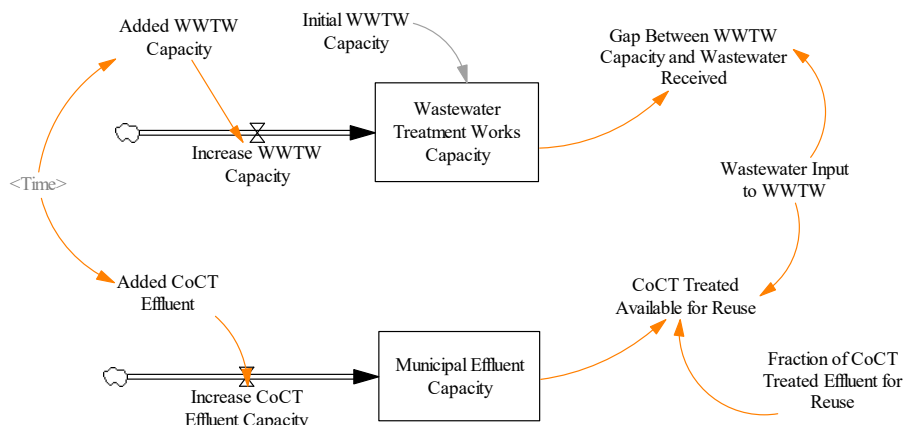 Added WWTW
Capacity
Initial WWTW
Capacity
Gap Between WWTW
Capacity and Wastewater
Received
Wastewater
Treatment Works
Capacity
Increase WWTW
Capacity
<Time>
Wastewater Input
to WWTW
Added CoCT
Effluent
CoCT Treated
Available for Reuse
Municipal Effluent
Capacity
Increase CoCT
Effluent Capacity
Fraction of CoCT
Treated Effluent for
Reuse